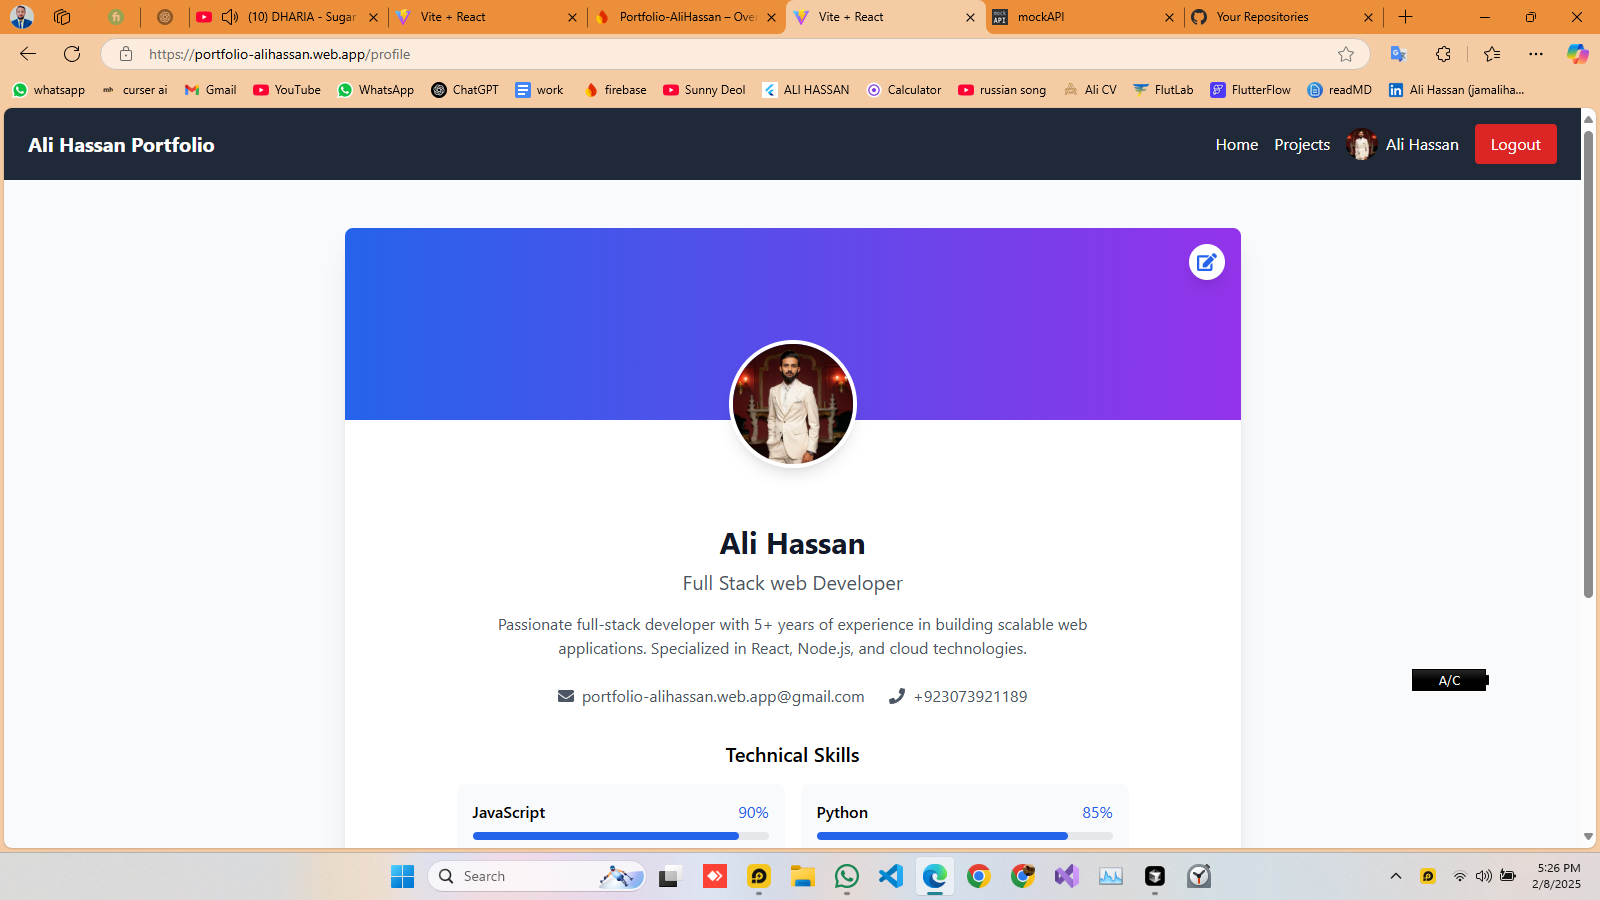 (10) DHARIA - Sugar
Vite + React
Portfolio-AliHassan – Over
Vite + React
mockAPI
Your Repositories
https://portfolio-alihassan.web.app/profile
whatsapp
curser ai
Gmail
YouTube
WhatsApp
ChatGPT
work
firebase
Sunny Deol
ALI HASSAN
Calculator
russian song
Ali CV
FlutLab
FlutterFlow
readMD
Ali Hassan (jamaliha...
Ali Hassan Portfolio
Home
Projects
Ali Hassan
Logout
Ali Hassan
Full Stack web Developer
Passionate full-stack developer with 5+ years of experience in building scalable web
applications. Specialized in React, Node.js, and cloud technologies.
portfolio-alihassan.web.app@gmail.com
+923073921189
A/C
Technical Skills
JavaScript
90%
Python
85%
Search
5:26 PM
2/8/2025